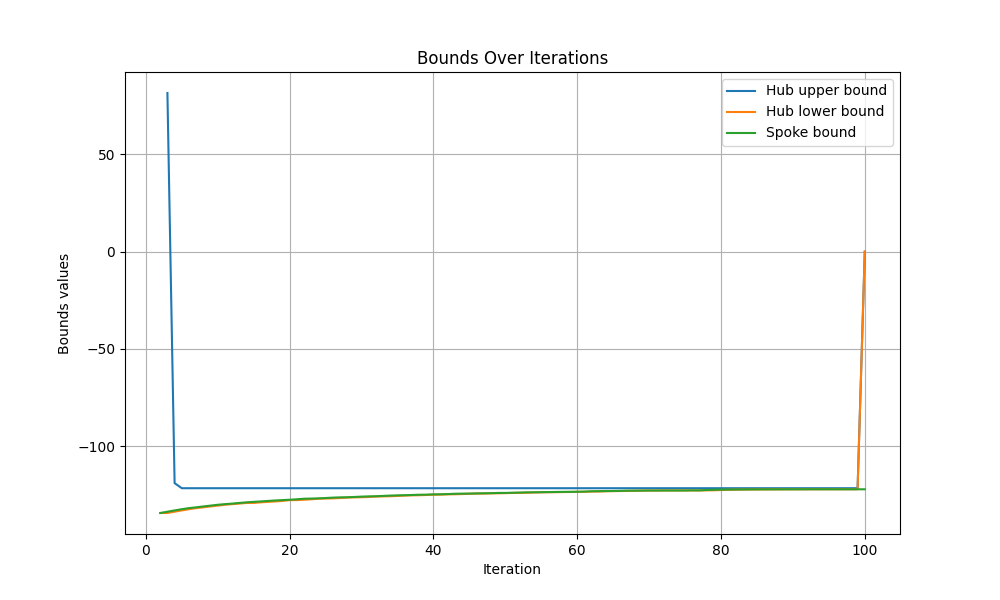 Bounds Over Iterations
Hub upper bound
Hub lower bound
Spoke bound
50
0
−50
−100
Bounds values
0 20 40 60 80 100
Iteration